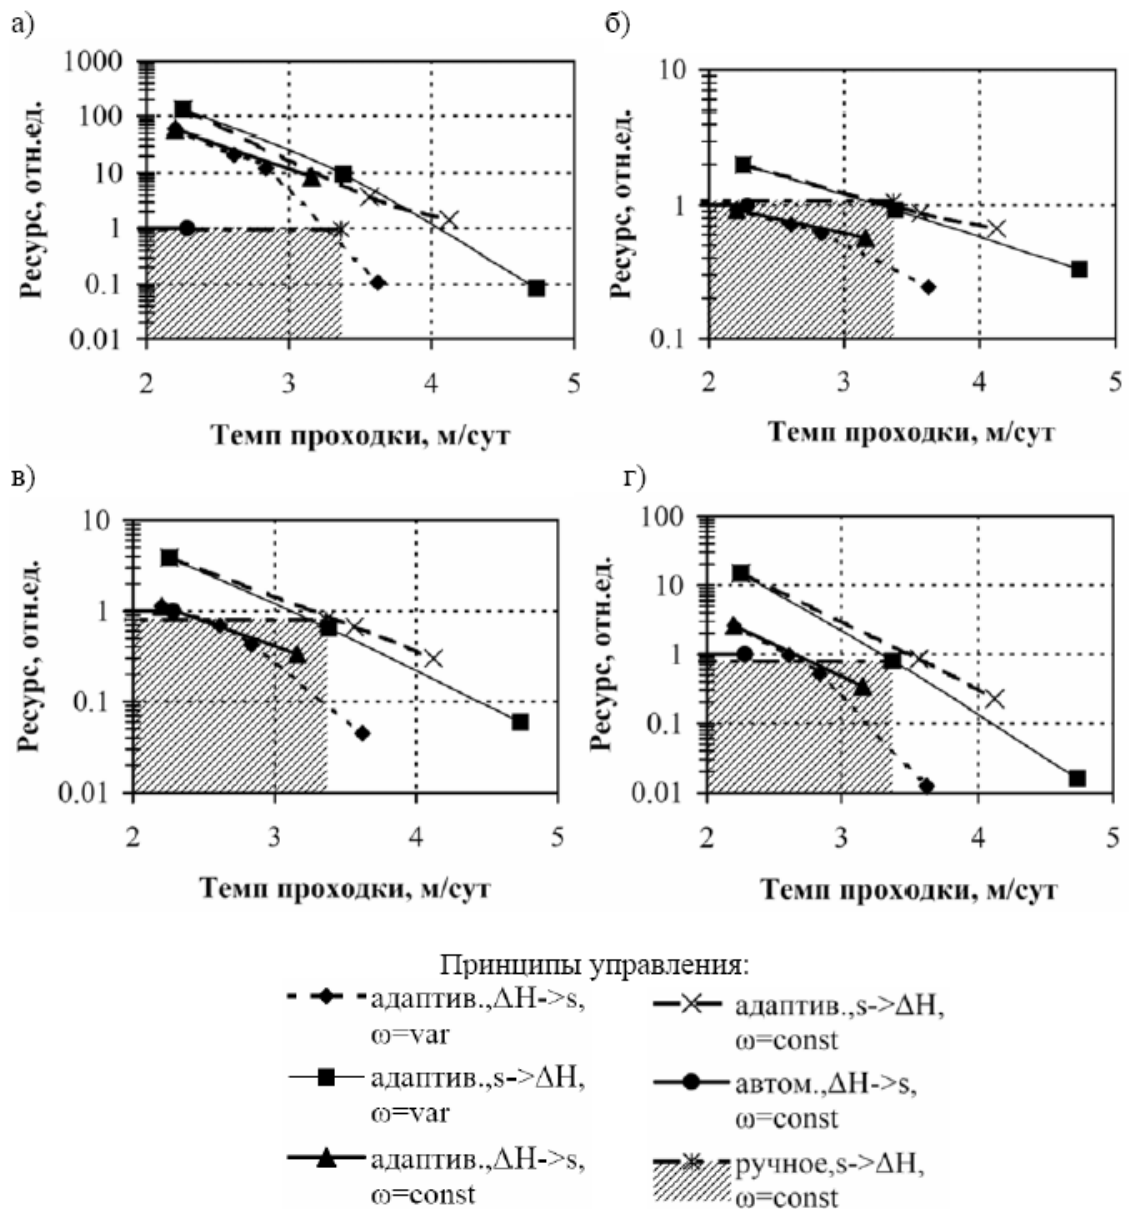 а)
Ресурс, отн.ед.
1000
100
10
1
0.1
0.01
2 3 4 5
Темп проходки, м/сут
б)
Ресурс, отн.ед.
10
1
0.1
2 3 4 5
Темп проходки, м/сут
в)
Ресурс, отн.ед.
10
1
0.1
0.01
2 3 4 5
Темп проходки, м/сут
г)
Ресурс, отн.ед.
100
10
1
0.1
0.01
2 3 4 5
Темп проходки, м/сут
Принципы управления:
адаптив.,ΔH->s,
ω=var
адаптив.,s->ΔH,
ω=var
адаптив.,ΔH->s,
ω=const
адаптив.,s->ΔH,
ω=const
автом.,ΔH->s,
ω=const
ручное,s->ΔH,
ω=const